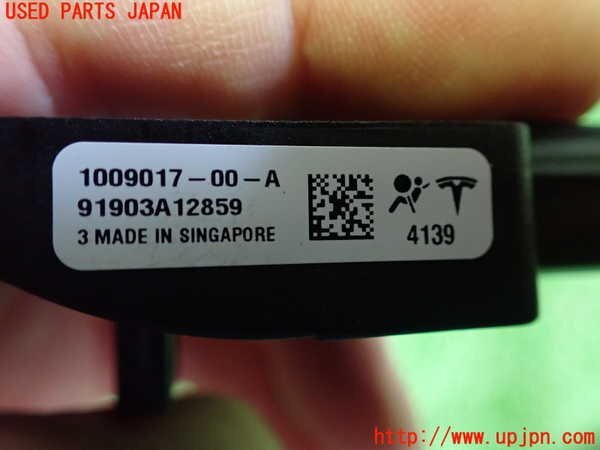 USED PARTS JAPAN
1009017-00-A
91903A12859
3 MADE IN SINGAPORE
4139
http://www.upjpn.com/